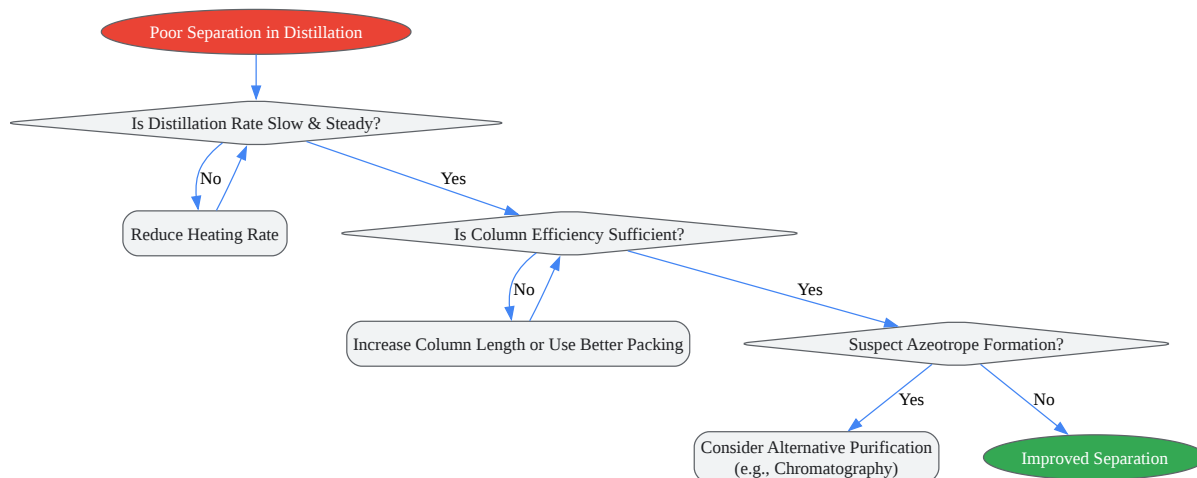 Poor Separation in Distillation
Is Distillation Rate Slow & Steady?
No
Yes
Reduce Heating Rate
Is Column Efficiency Sufficient?
No
Yes
Increase Column Length or Use Better Packing
Suspect Azeotrope Formation?
Yes
No
Consider Alternative Purification
(e.g., Chromatography)
Improved Separation